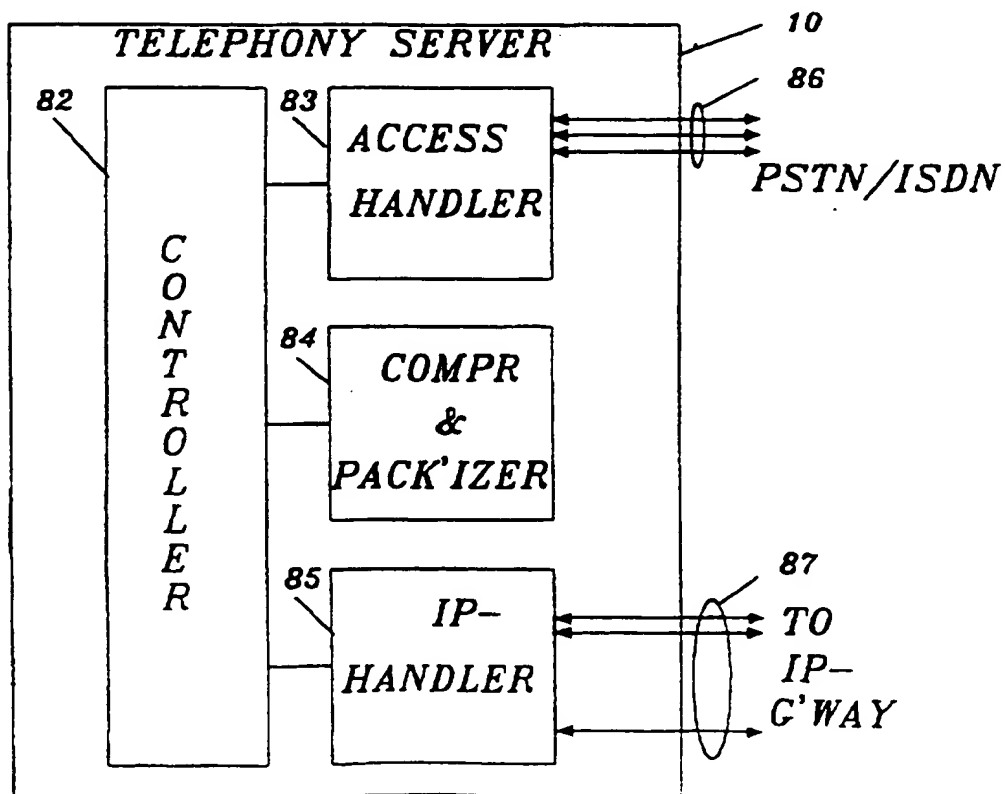 10
TELEPHONY SERVER
86
82
83
ACCESS
HANDLER
PSTN/ISDN
CONTROLLER
84
COMPR
&
PACK'IZER
85
IP-
HANDLER
87
TO
IP-
G'WAY